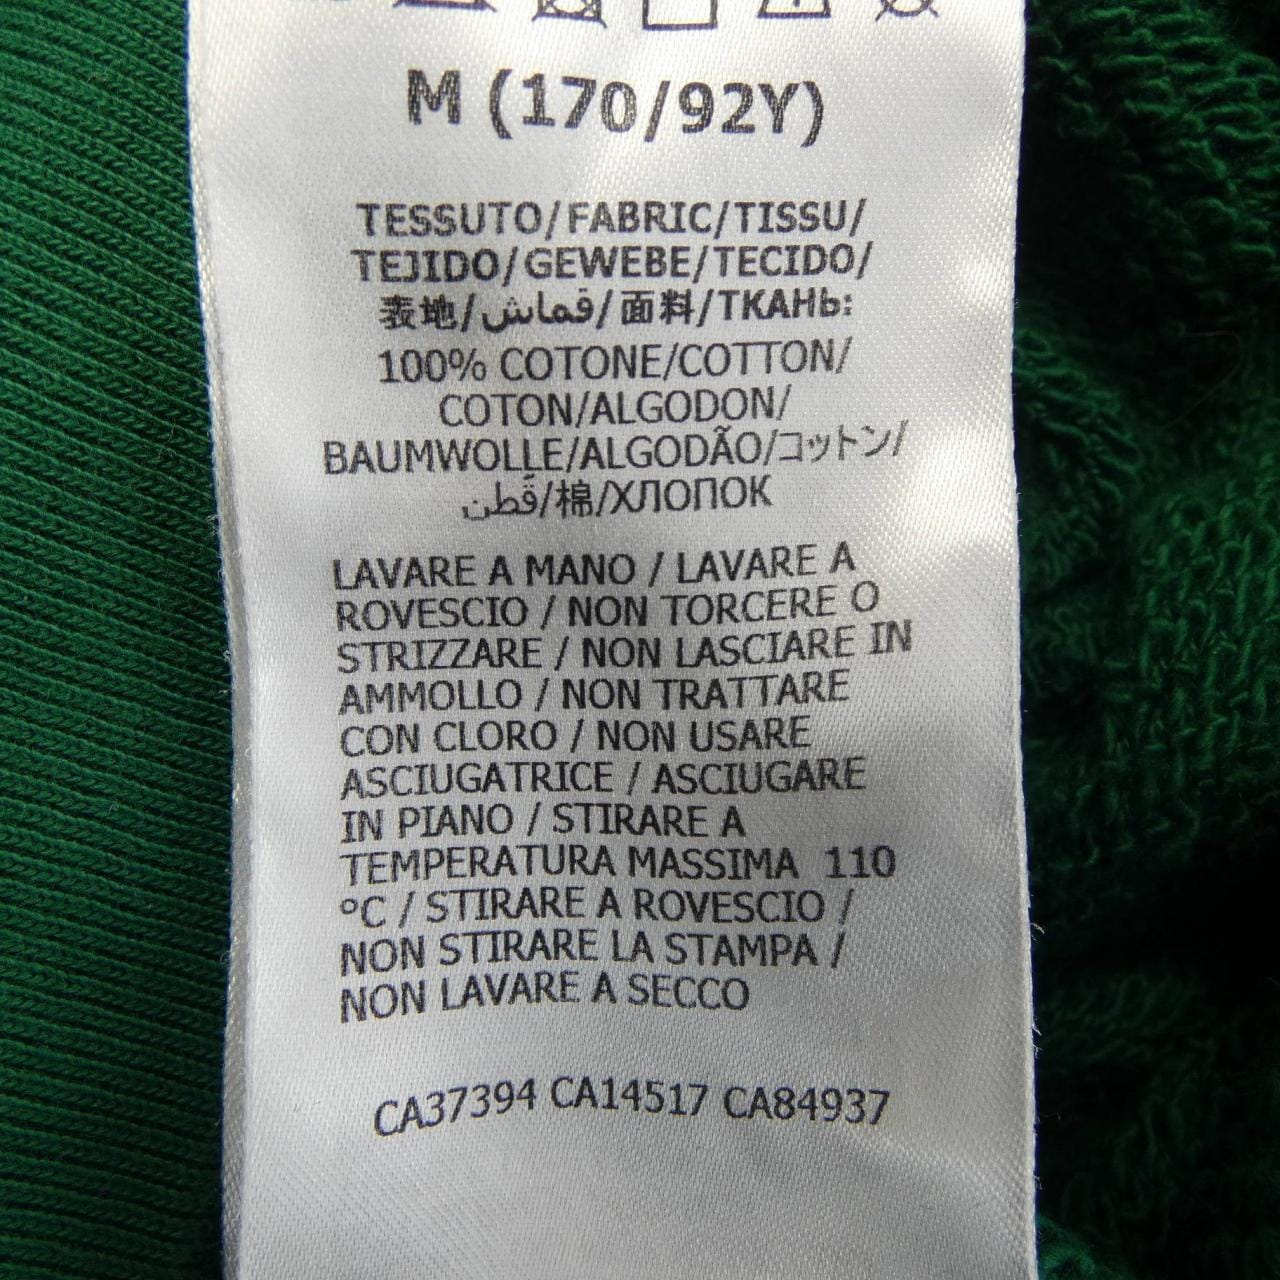 M (170/92Y)
TESSUTO/FABRIC/TISSU/
TEJIDO/GEWEBE/TECIDO/
表地/قماش/面料/ТКАНЬ:
100% COTONE/COTTON/
COTON/ALGODON/
BAUMWOLLE/ALGODÃO/コットン/
قُطن/棉/ХЛОПОК
LAVARE A MANO / LAVARE A
ROVESCIO / NON TORCERE O
STRIZZARE / NON LASCIARE IN
AMMOLLO / NON TRATTARE
CON CLORO / NON USARE
ASCIUGATRICE / ASCIUGARE
IN PIANO / STIRARE A
TEMPERATURA MASSIMA 110
°C / STIRARE A ROVESCIO /
NON STIRARE LA STAMPA /
NON LAVARE A SECCO
CA37394 CA14517 CA84937